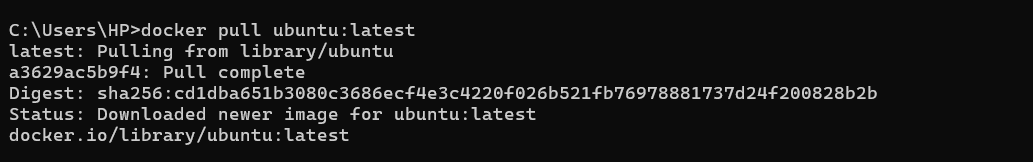 C:\Users\HP>docker pull ubuntu:latest
latest: Pulling from library/ubuntu
a3629ac5b9f4: Pull complete
Digest: sha256:cd1dba651b3080c3686ecf4e3c4220f026b521fb76978881737d24f200828b2b
Status: Downloaded newer image for ubuntu:latest
docker.io/library/ubuntu:latest